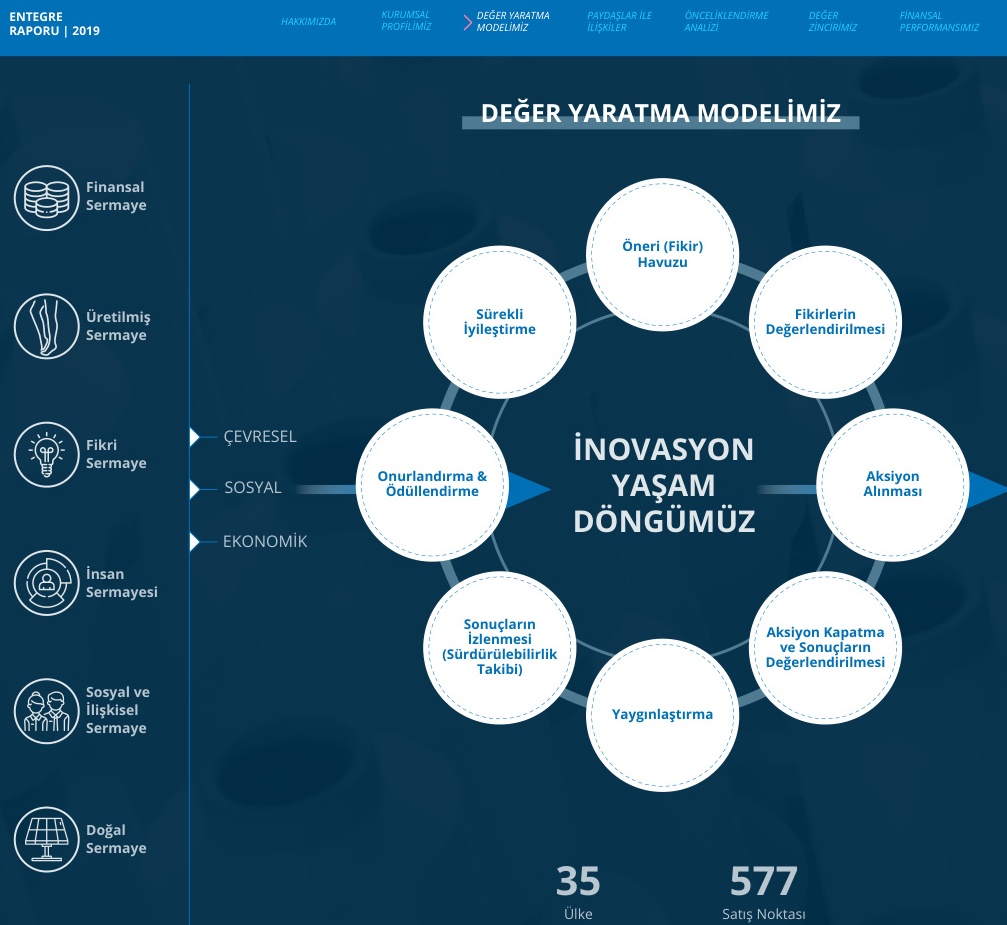 ENTEGRE
RAPORU | 2019
HAKKIMIZDA
KURUMSAL
PROFİLİMİZ
DEĞER YARATMA
MODELİMİZ
PAYDAŞLAR İLE
İLİŞKİLER
ÖNCELİKLENDİRME
ANALİZİ
DEĞER
ZİNCİRİMİZ
FİNANSAL
PERFORMANSIMIZ
DEĞER YARATMA MODELİMİZ
Finansal
Sermaye
Üretilmiş
Sermaye
Fikri
Sermaye
İnsan
Sermayesi
Sosyal ve
İlişkisel
Sermaye
Doğal
Sermaye
ÇEVRESEL
SOSYAL
EKONOMİK
Öneri (Fikir)
Havuzu
Fikirlerin
Değerlendirilmesi
Aksiyon
Alınması
Aksiyon Kapatma
ve Sonuçların
Değerlendirilmesi
Yaygınlaştırma
Sonuçların
İzlenmesi
(Sürdürülebilirlik
Takibi)
Onurlandırma &
Ödüllendirme
Sürekli
İyileştirme
İNOVASYON
YAŞAM
DÖNGÜMÜZ
35
Ülke
577
Satış Noktası